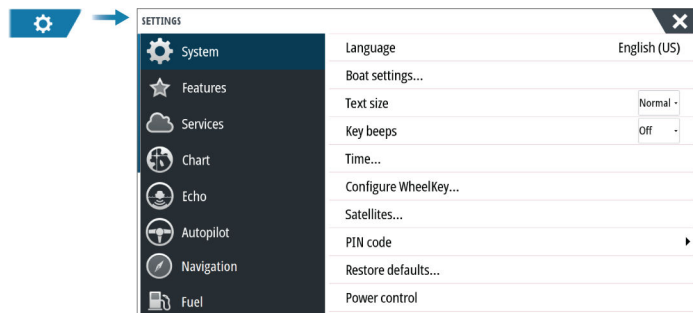 SETTINGS
System
Features
Services
Chart
Echo
Autopilot
Navigation
Fuel
Language English (US)
Boat settings...
Text size Normal
Key beeps Off
Time...
Configure WheelKey...
Satellites...
PIN code
Restore defaults...
Power control